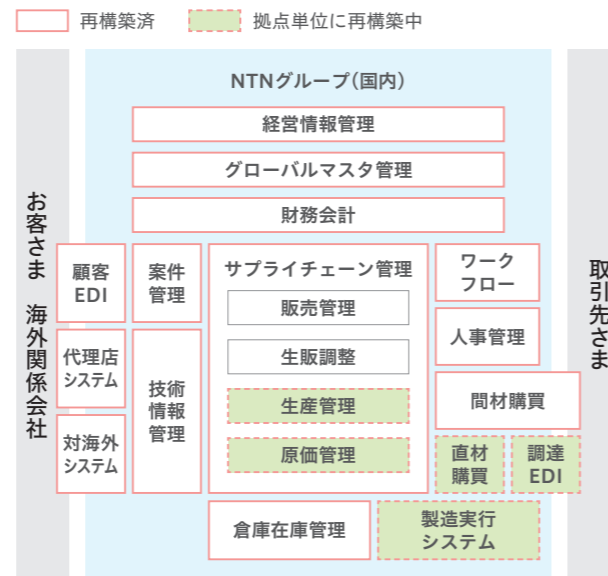 再構築済
拠点単位に再構築中
NTNグループ(国内)
経営情報管理
グローバルマスタ管理
財務会計
お客さま 海外関係会社
顧客
EDI
代理店
システム
対海外
システム
案件
管理
技術
情報
管理
サプライチェーン管理
販売管理
生販調整
生産管理
原価管理
ワーク
フロー
人事管理
間材購買
直材
購買
調達
EDI
倉庫在庫管理
製造実行
システム
取引先さま